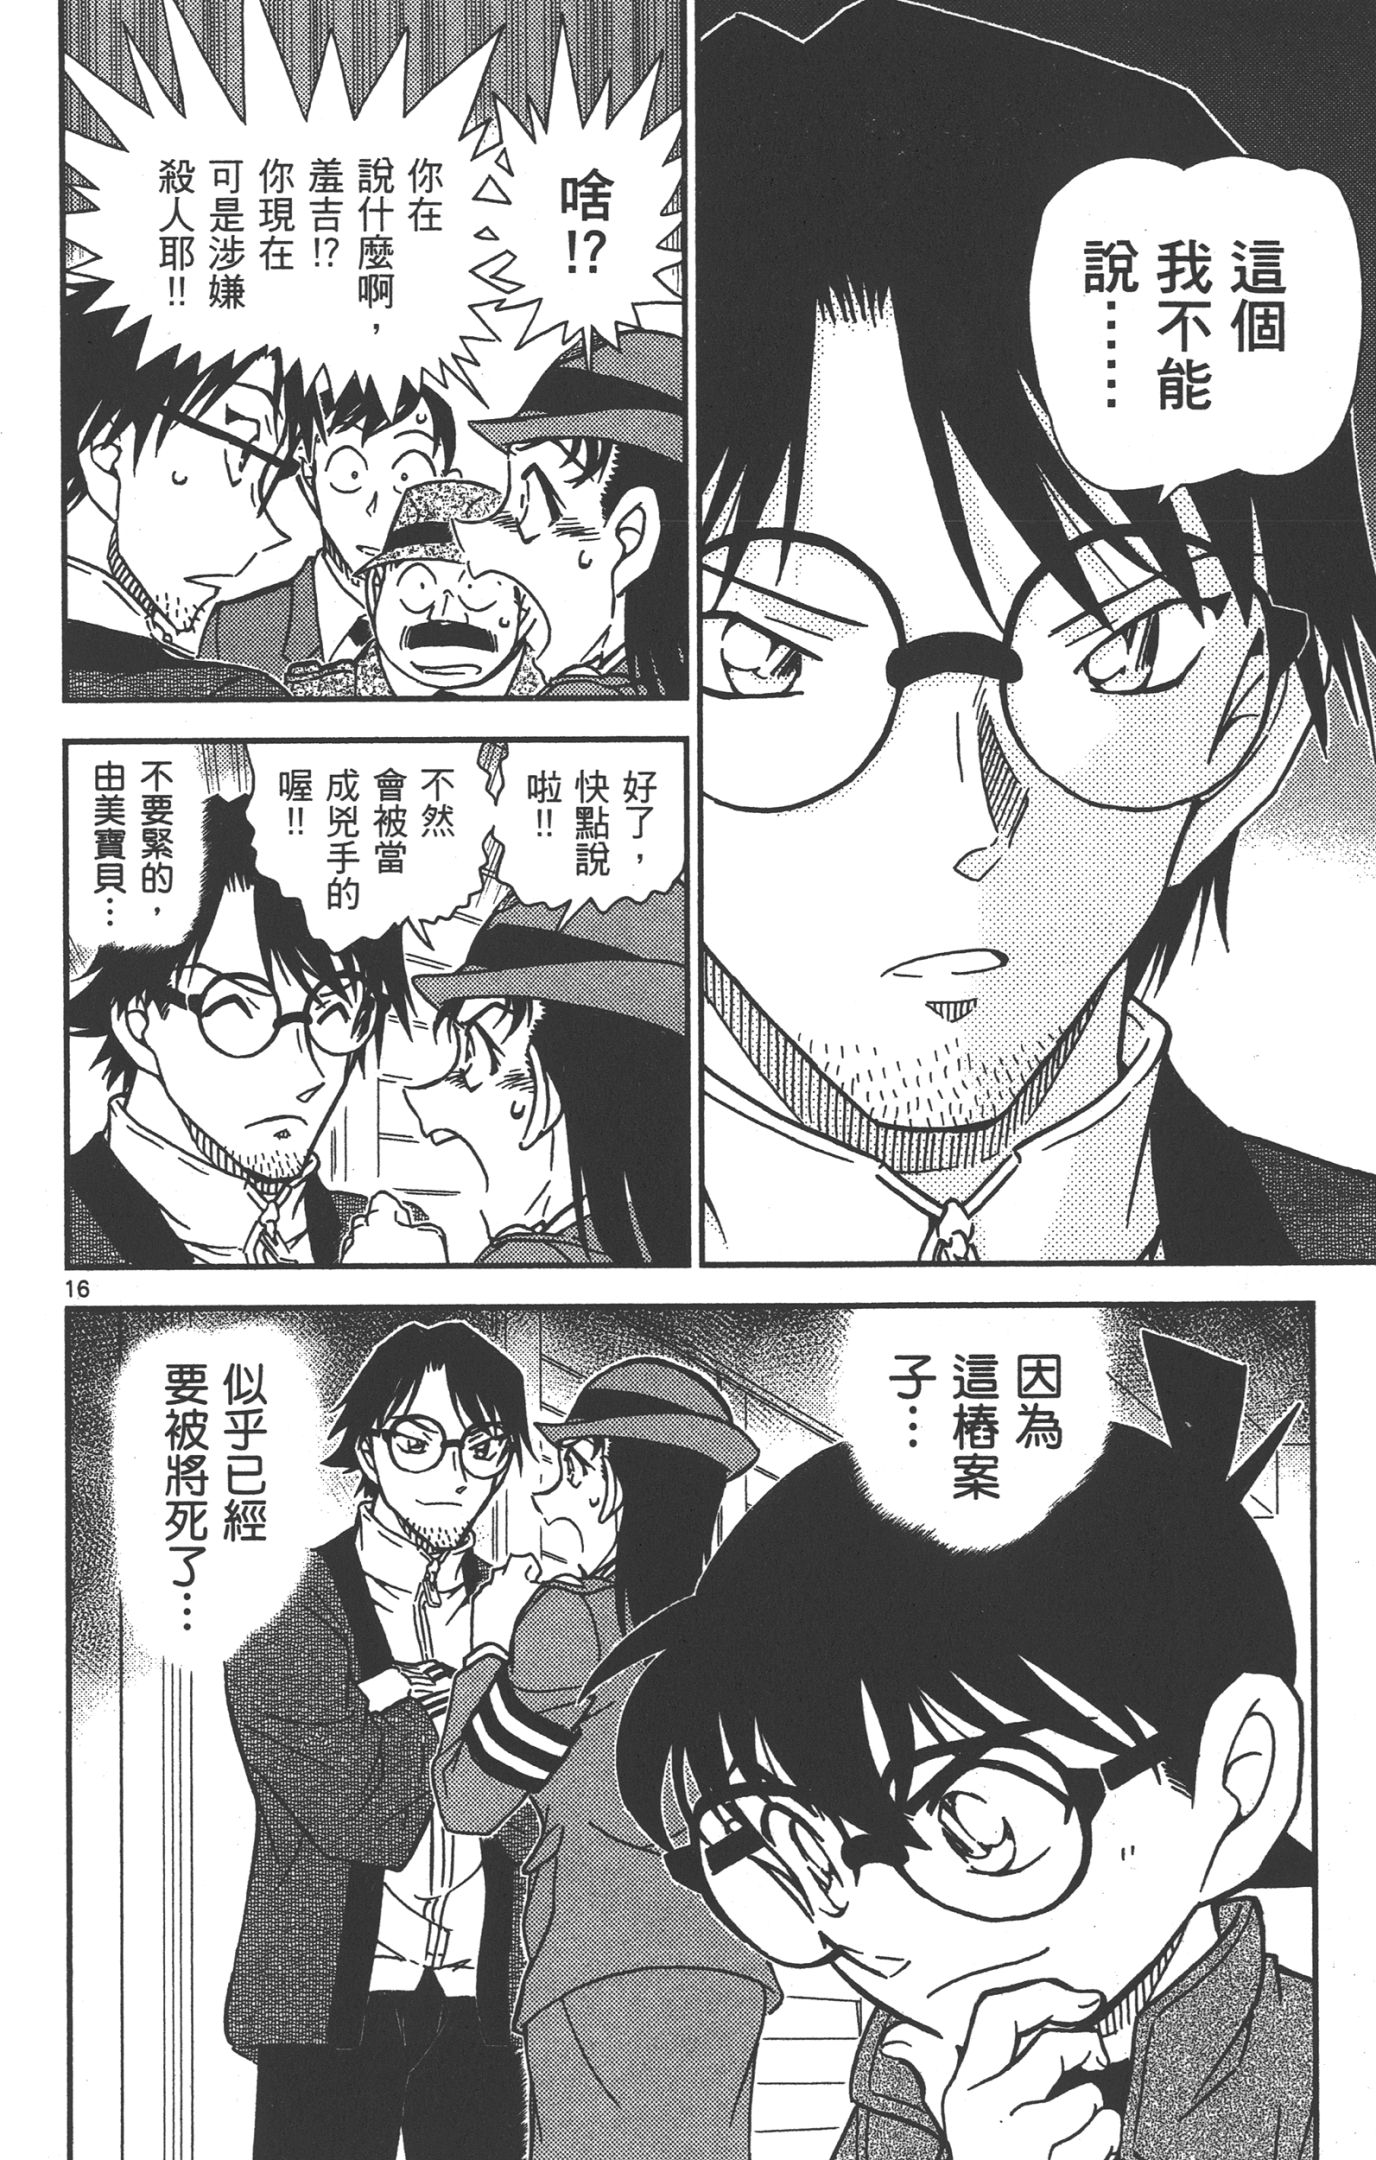 這個
我不能
說……
啥!?
你在
說什麼啊，
羞吉!?
你現在
可是涉嫌
殺人耶!!
好了，
快點說
啦!!
不然
會被當
成兇手的
喔!!
不要緊的，
由美寶貝…
16
因為
這樁案
子…
似乎已經
要被將死了…